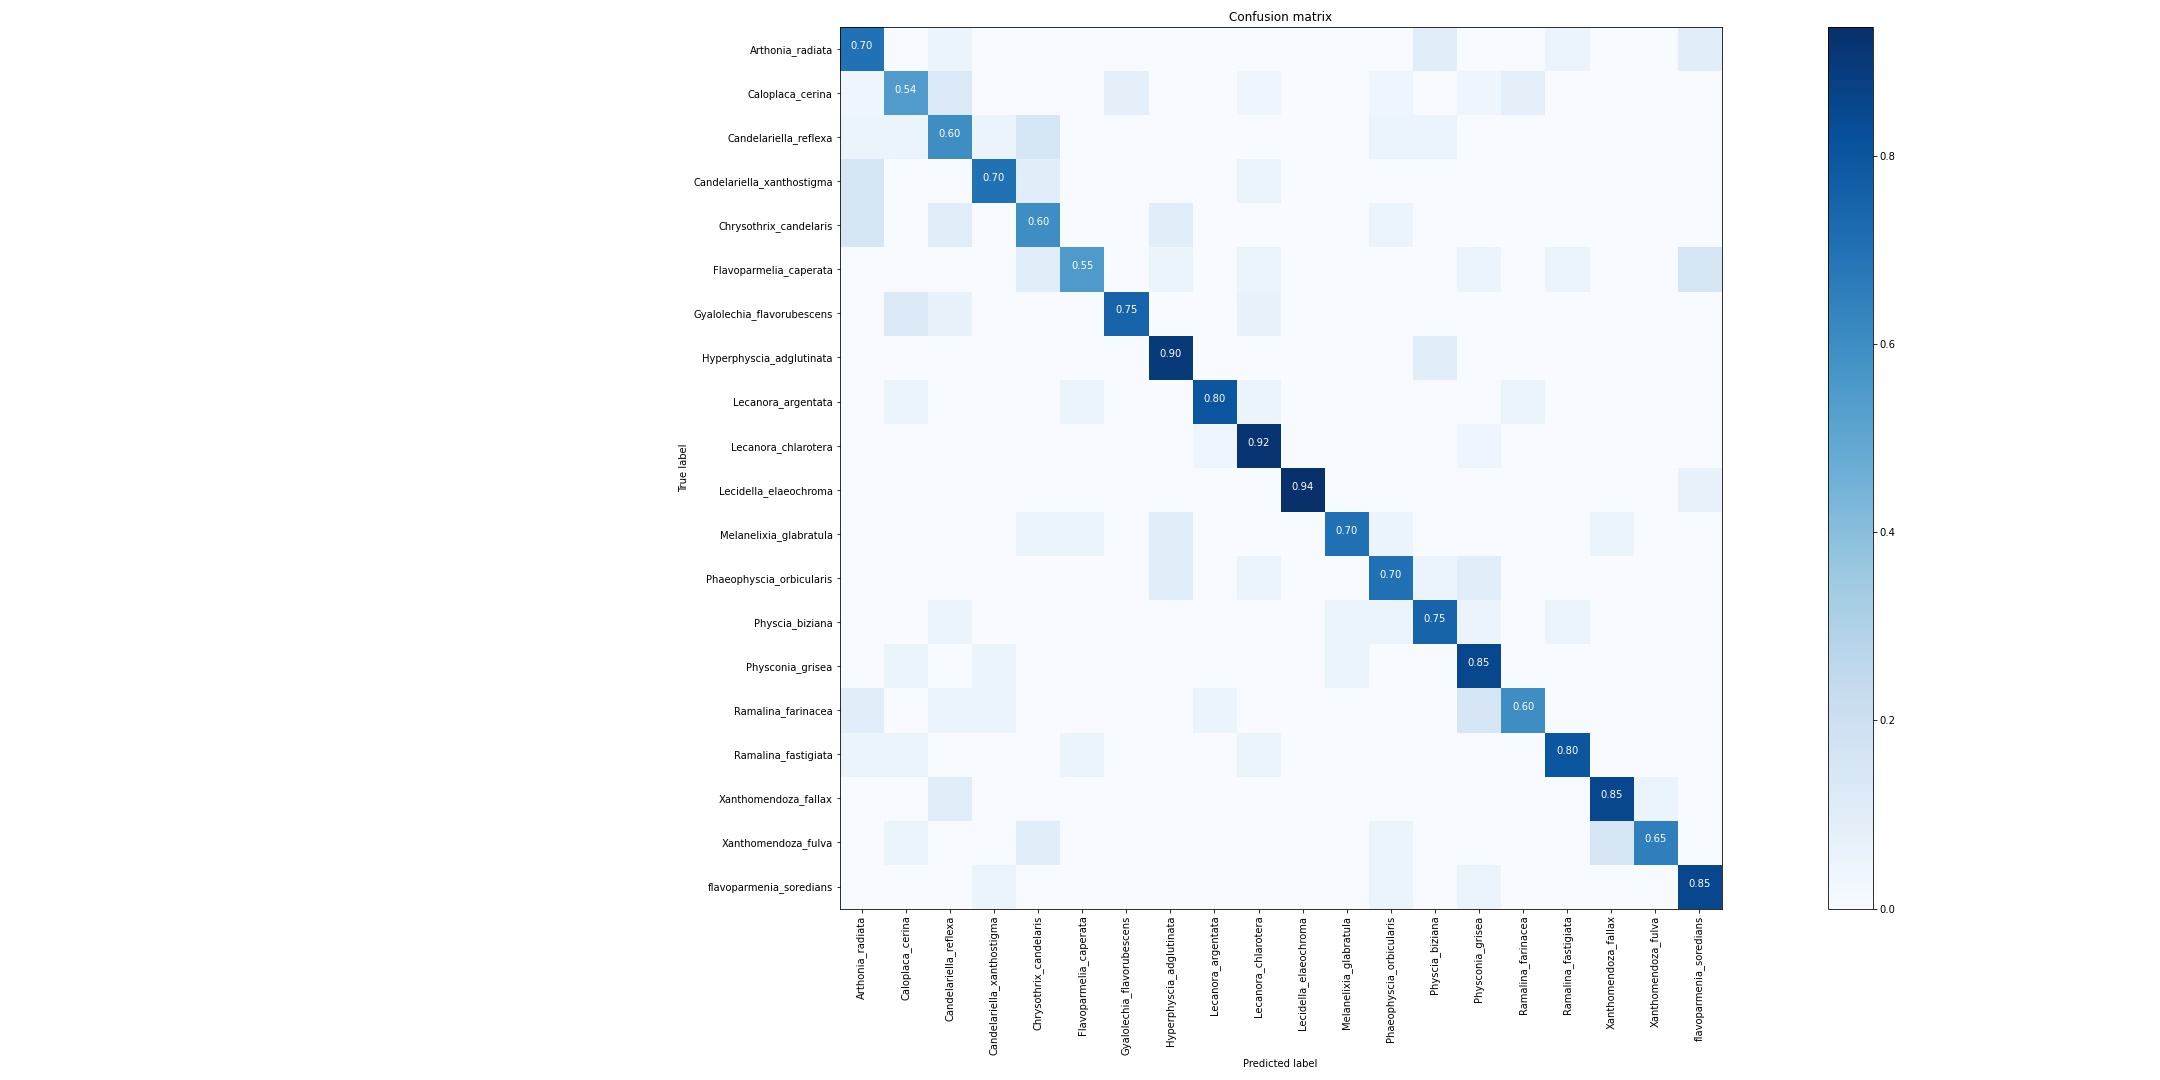 Confusion matrix
Arthonia_radiata 0.70
Caloplaca_cerina 0.54
Candelariella_reflexa 0.60
Candelariella_xanthostigma 0.70
Chrysothrix_candelaris 0.60
Flavoparmelia_caperata 0.55
Gyalolechia_flavorubescens 0.75
Hyperphyscia_adglutinata 0.90
Lecanora_argentata 0.80
Lecanora_chlarotera 0.92
Lecidella_elaeochroma 0.94
Melanelixia_glabratula 0.70
Phaeophyscia_orbicularis 0.70
Physcia_biziana 0.75
Physconia_grisea 0.85
Ramalina_farinacea 0.60
Ramalina_fastigiata 0.80
Xanthomendoza_fallax 0.85
Xanthomendoza_fulva 0.65
flavoparmenia_soredians 0.85
True label
Arthonia_radiata
Caloplaca_cerina
Candelariella_reflexa
Candelariella_xanthostigma
Chrysothrix_candelaris
Flavoparmelia_caperata
Gyalolechia_flavorubescens
Hyperphyscia_adglutinata
Lecanora_argentata
Lecanora_chlarotera
Lecidella_elaeochroma
Melanelixia_glabratula
Phaeophyscia_orbicularis
Physcia_biziana
Physconia_grisea
Ramalina_farinacea
Ramalina_fastigiata
Xanthomendoza_fallax
Xanthomendoza_fulva
flavoparmenia_soredians
Predicted label
0.8
0.6
0.4
0.2
0.0